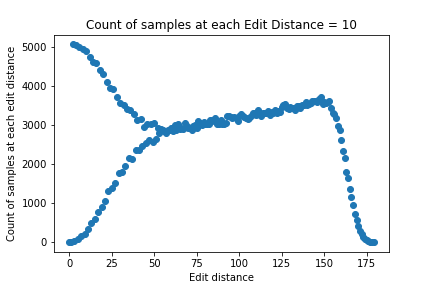 Count of samples at each Edit Distance = 10
5000
4000
3000
2000
1000
0
Count of samples at each edit distance
0 25 50 75 100 125 150 175
Edit distance